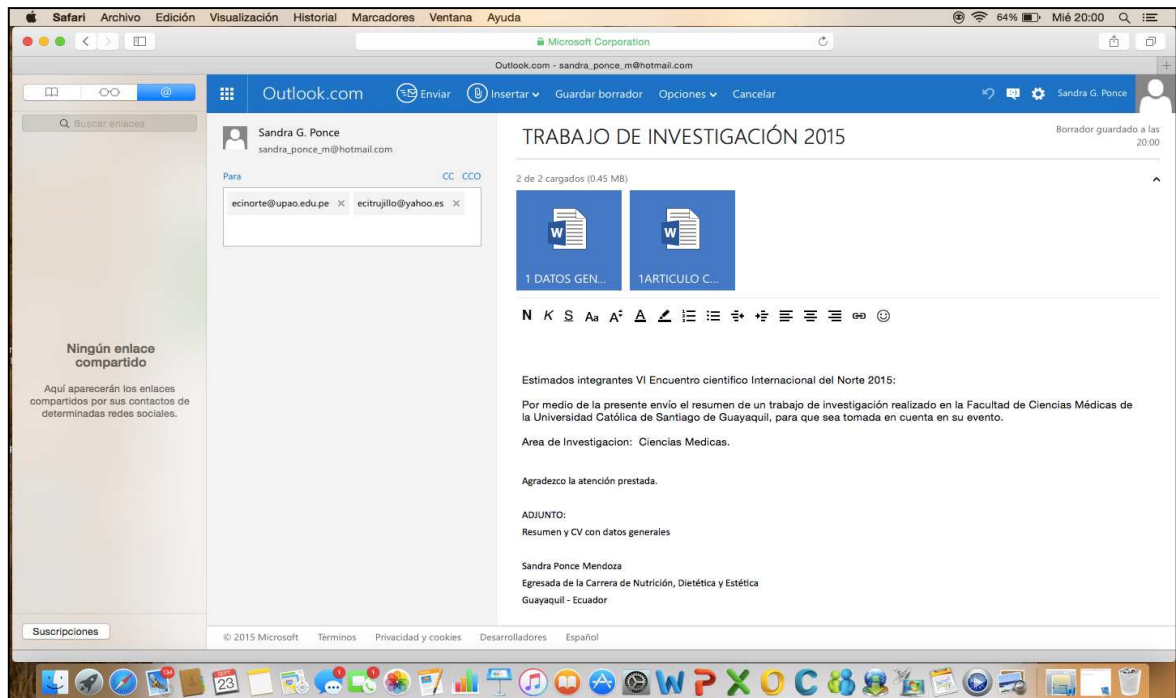 Safari Archivo Edición Visualización Historial Marcadores Ventana Ayuda 64% Mié 20:00
Microsoft Corporation
Outlook.com - sandra_ponce_m@hotmail.com
Outlook.com Enviar Insertar Guardar borrador Opciones Cancelar Sandra G. Ponce
Buscar enlaces
Ningún enlace
compartido
Aquí aparecerán los enlaces
compartidos por sus contactos de
determinadas redes sociales.
Suscripciones
Sandra G. Ponce
sandra_ponce_m@hotmail.com
Para CC CCO
ecinorte@upao.edu.pe × ecitrujillo@yahoo.es ×
TRABAJO DE INVESTIGACIÓN 2015
Borrador guardado a las
20:00
2 de 2 cargados (0.45 MB)
1 DATOS GEN... 1ARTICULO C...
N K S Aa A A
Estimados integrantes VI Encuentro cientifico Internacional del Norte 2015:
Por medio de la presente envío el resumen de un trabajo de investigación realizado en la Facultad de Ciencias Médicas de
la Universidad Católica de Santiago de Guayaquil, para que sea tomada en cuenta en su evento.
Area de Investigacion: Ciencias Medicas.
Agradezco la atención prestada.
ADJUNTO:
Resumen y CV con datos generales
Sandra Ponce Mendoza
Egresada de la Carrera de Nutrición, Dietética y Estética
Guayaquil - Ecuador
© 2015 Microsoft Términos Privacidad y cookies Desarrolladores Español